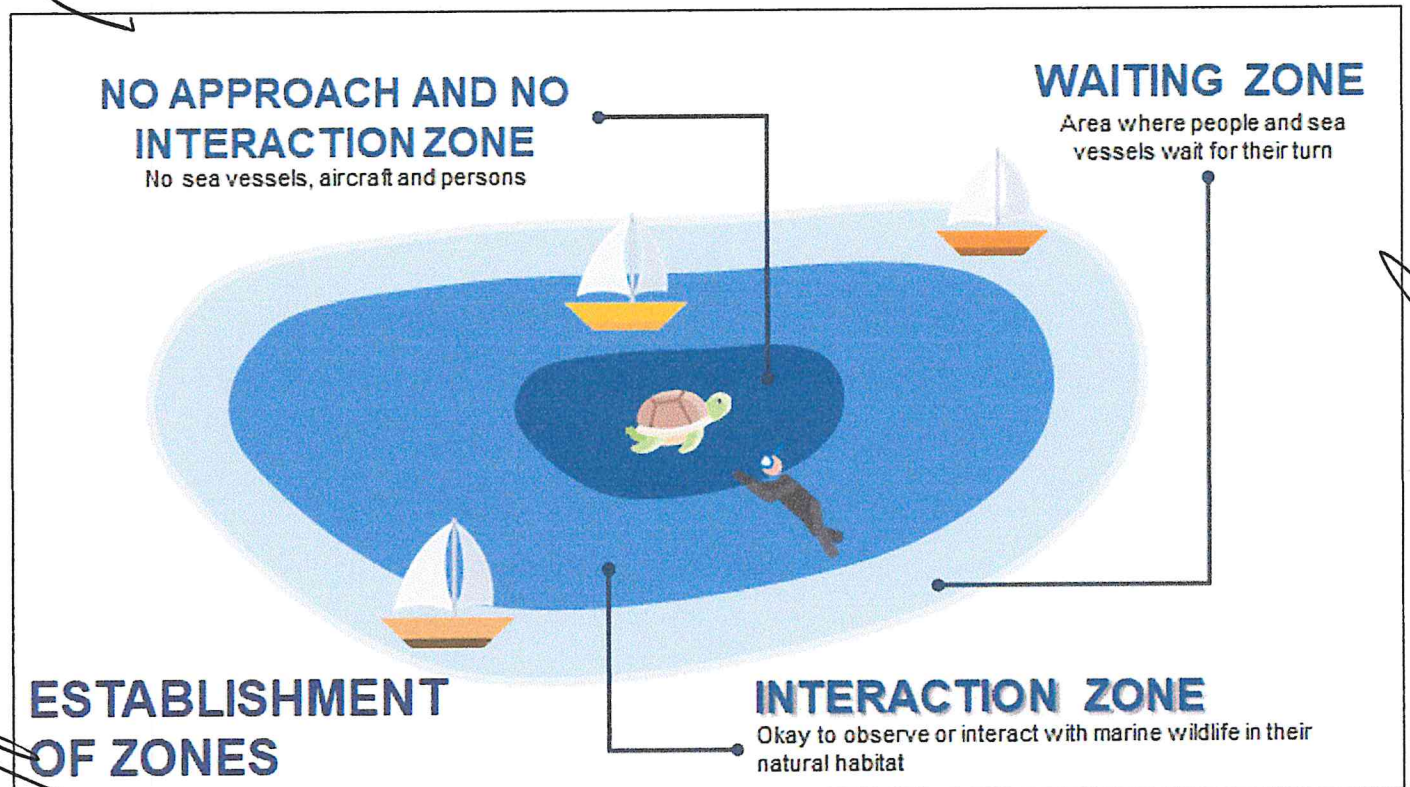 NO APPROACH AND NO
INTERACTION ZONE
No sea vessels, aircraft and persons
WAITING ZONE
Area where people and sea
vessels wait for their turn
ESTABLISHMENT
OF ZONES
INTERACTION ZONE
Okay to observe or interact with marine wildlife in their
natural habitat